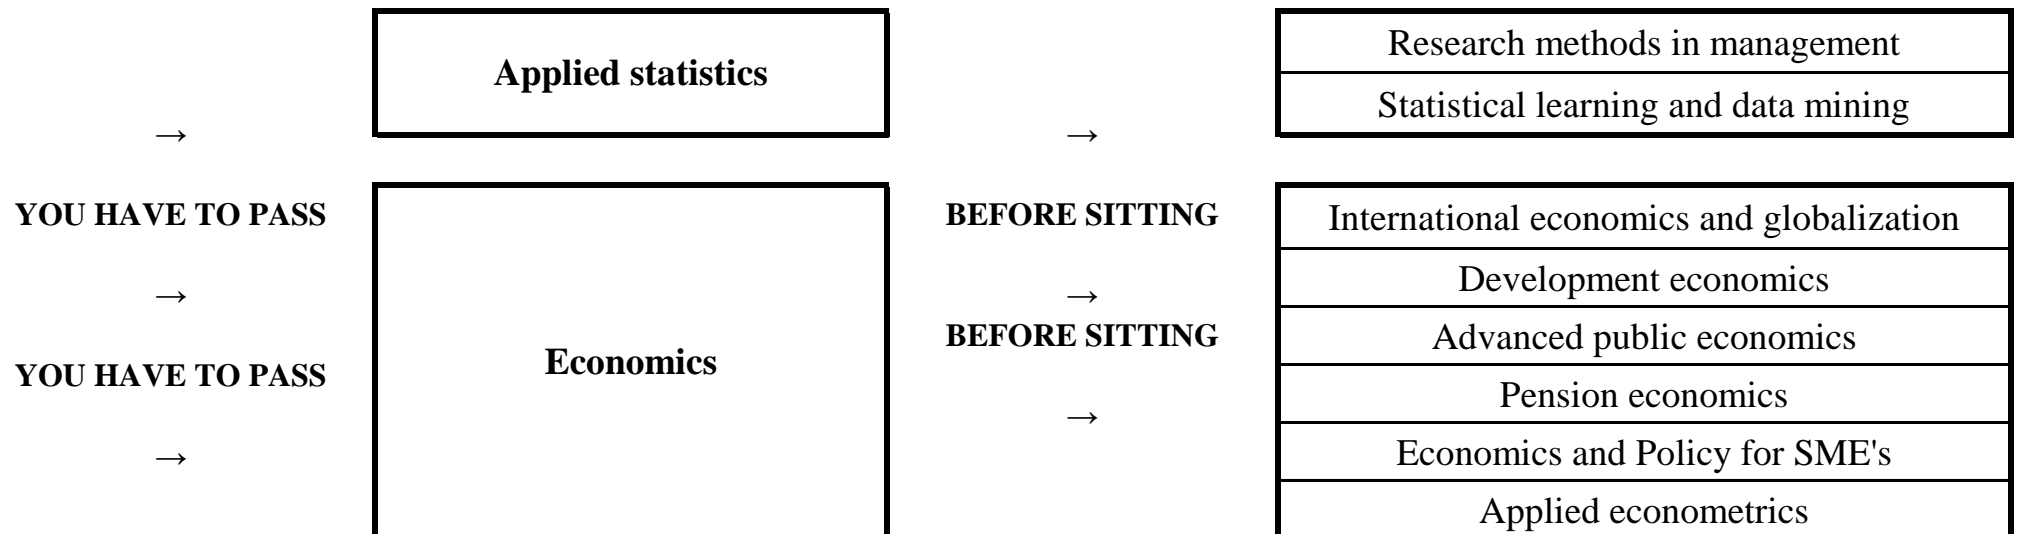 Applied statistics
Research methods in management
Statistical learning and data mining
→
→
YOU HAVE TO PASS
BEFORE SITTING
International economics and globalization
→
→
Development economics
YOU HAVE TO PASS
Economics
BEFORE SITTING
Advanced public economics
→
→
Pension economics
Economics and Policy for SME's
Applied econometrics